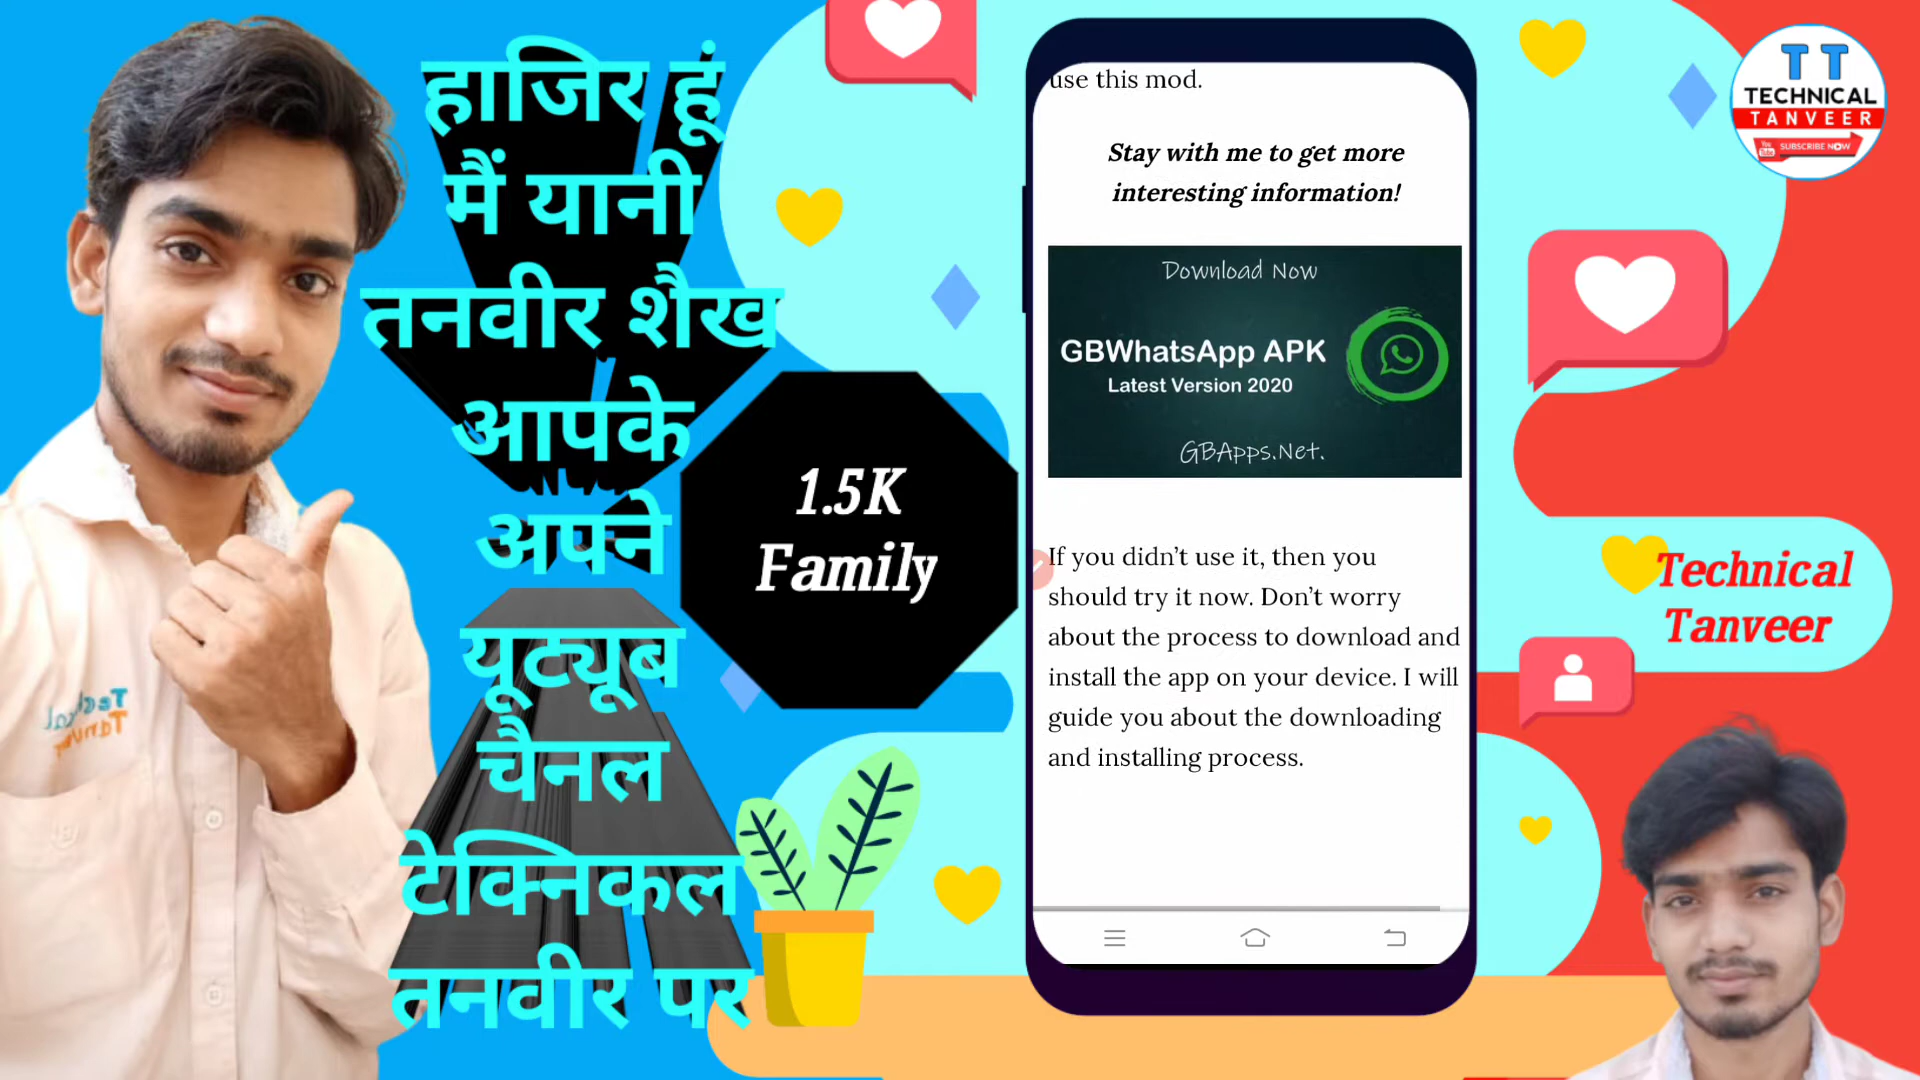 हाजिर हूं
मैं यानी
तनवीर शैख
आपके
अपने
यूट्यूब
चैनल
टेक्निकल
तनवीर पर
1.5K
Family
use this mod.
Stay with me to get more
interesting information!
Download Now
GBWhatsApp APK
Latest Version 2020
GBApps.Net.
If you didn’t use it, then you
should try it now. Don’t worry
about the process to download and
install the app on your device. I will
guide you about the downloading
and installing process.
TT
TECHNICAL
TANVEER
You
Tube
SUBSCRIBE NOW
Technical
Tanveer